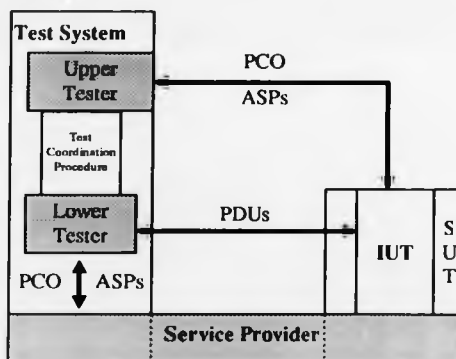 Test System
Upper
Tester
PCO
ASPs
Test
Coordination
Procedure
Lower
Tester
PDUs
IUT
S
U
T
PCO
ASPs
Service Provider